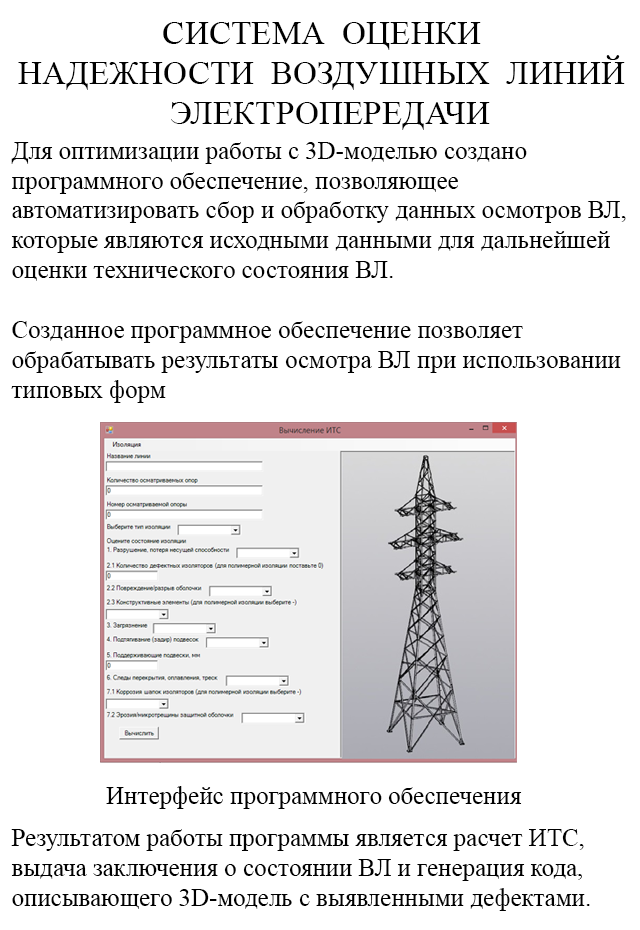 СИСТЕМА ОЦЕНКИ
НАДЕЖНОСТИ ВОЗДУШНЫХ ЛИНИЙ
ЭЛЕКТРОПЕРЕДАЧИ
Для оптимизации работы с 3D-моделью создано
программного обеспечение, позволяющее
автоматизировать сбор и обработку данных осмотров ВЛ,
которые являются исходными данными для дальнейшей
оценки технического состояния ВЛ.
Созданное программное обеспечение позволяет
обрабатывать результаты осмотра ВЛ при использовании
типовых форм
Вычисление ИТС
Изоляция
Название линии
Количество осматриваемых опор
0
Номер осматриваемой опоры
0
Выберите тип изоляции
Оцените состояние изоляции
1. Разрушение, потеря несущей способности
2.1 Количество дефектных изоляторов (для полимерной изоляции поставьте 0)
0
2.2 Повреждение/разрыв оболочки
2.3 Конструктивные элементы (для полимерной изоляции выберите -)
3. Загрязнение
4. Подтягивание (задир) подвесок
5. Поддерживающие подвески, мм
0
6. Следы перекрытия, оплавления, треск
7.1 Коррозия шапок изоляторов (для полимерной изоляции выберите -)
7.2 Эрозия/микротрещины защитной оболочки
Вычислить
Интерфейс программного обеспечения
Результатом работы программы является расчет ИТС,
выдача заключения о состоянии ВЛ и генерация кода,
описывающего 3D-модель с выявленными дефектами.